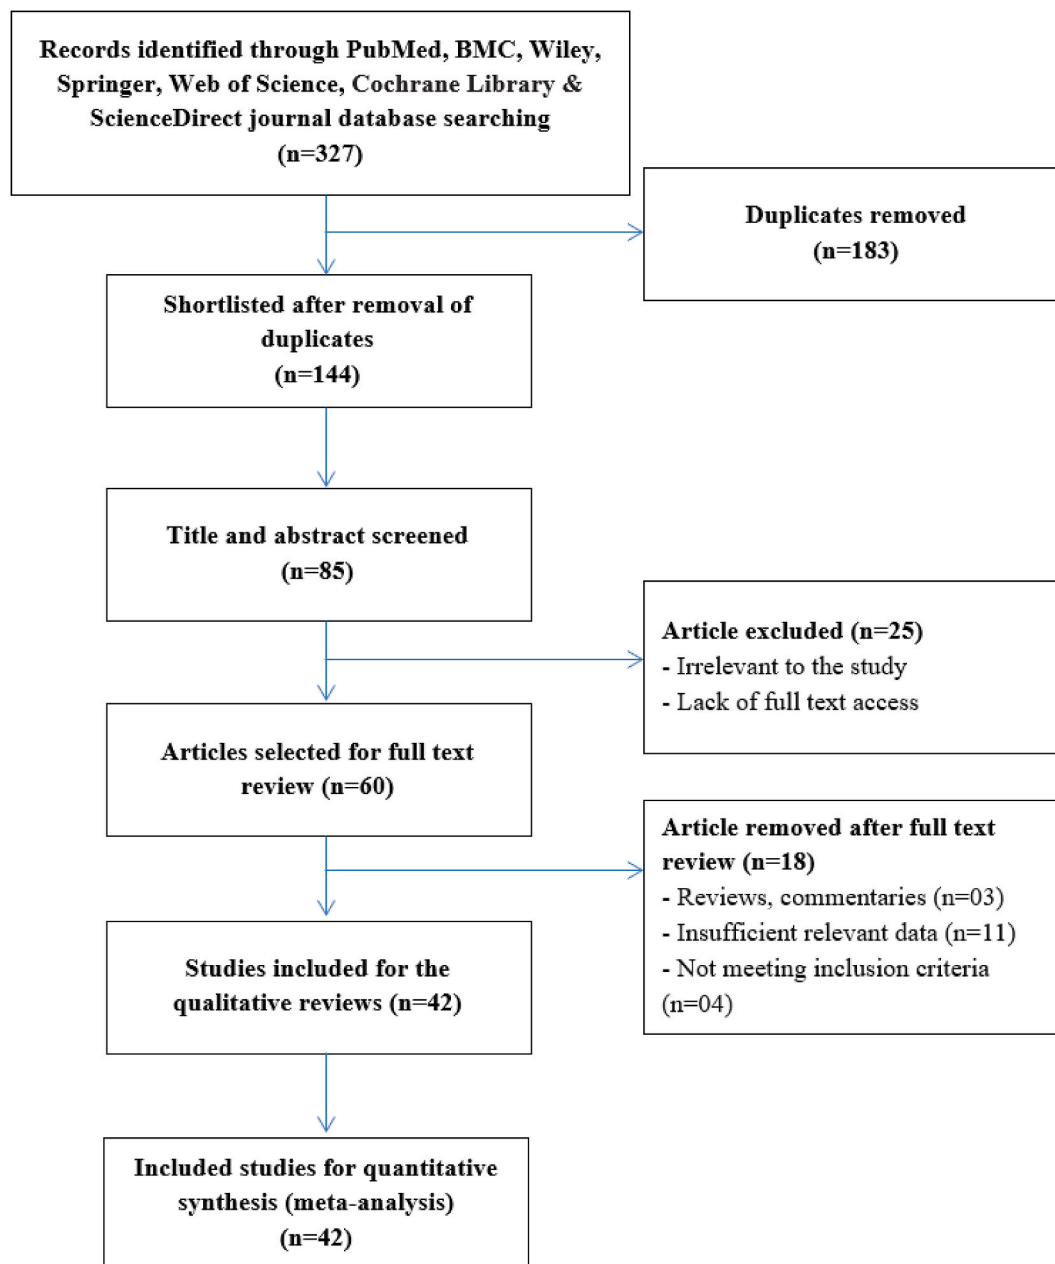 Records identified through PubMed, BMC, Wiley,
Springer, Web of Science, Cochrane Library &
ScienceDirect journal database searching
(n=327)
Duplicates removed
(n=183)
Shortlisted after removal of
duplicates
(n=144)
Title and abstract screened
(n=85)
Article excluded (n=25)
- Irrelevant to the study
- Lack of full text access
Articles selected for full text
review (n=60)
Article removed after full text
review (n=18)
- Reviews, commentaries (n=03)
- Insufficient relevant data (n=11)
- Not meeting inclusion criteria
(n=04)
Studies included for the
qualitative reviews (n=42)
Included studies for quantitative
synthesis (meta-analysis)
(n=42)